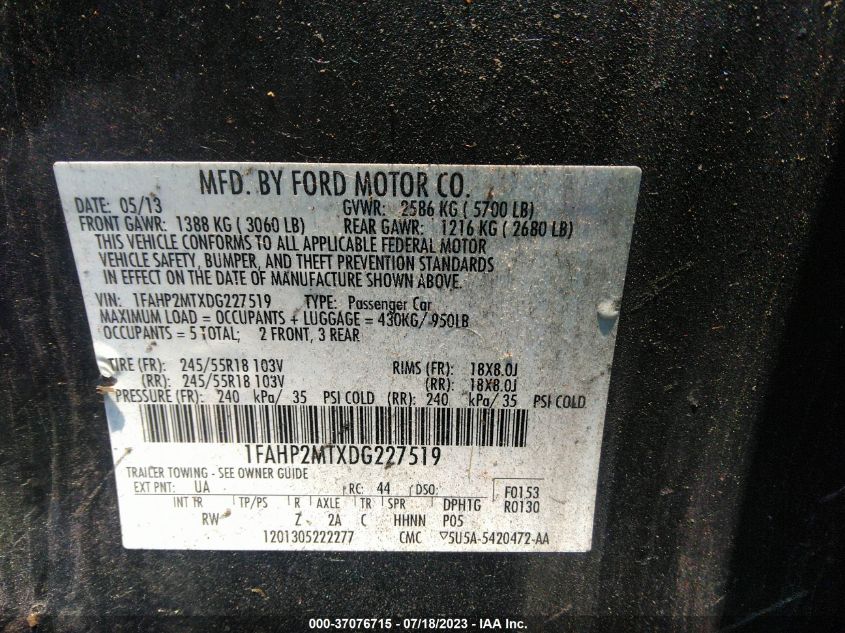 MFD. BY FORD MOTOR CO.
DATE: 05/13 GVWR: 2586 KG ( 5700 LB)
FRONT GAWR: 1388 KG ( 3060 LB) REAR GAWR: 1216 KG ( 2680 LB)
THIS VEHICLE CONFORMS TO ALL APPLICABLE FEDERAL MOTOR
VEHICLE SAFETY, BUMPER, AND THEFT PREVENTION STANDARDS
IN EFFECT ON THE DATE OF MANUFACTURE SHOWN ABOVE.
VIN: 1FAHP2MTXDG227519 TYPE: Passenger Car
MAXIMUM LOAD = OCCUPANTS + LUGGAGE = 430KG/ 950LB
OCCUPANTS = 5 TOTAL; 2 FRONT, 3 REAR
TIRE (FR): 245/55R18 103V RIMS (FR): 18X8.0J
(RR): 245/55R18 103V (RR): 18X8.0J
PRESSURE (FR): 240 kPa/ 35 PSI COLD (RR): 240 kPa/ 35 PSI COLD
1FAHP2MTXDG227519
TRAILER TOWING - SEE OWNER GUIDE
EXT PNT: UA RC: 44 DSO: F0153
INT TR TP/PS R AXLE TR SPR DPH1G R0130
RW Z 2A C HHNN P05
1201305222277 CMC ▽5U5A-5420472-AA
000-37076715 - 07/18/2023 - IAA Inc.